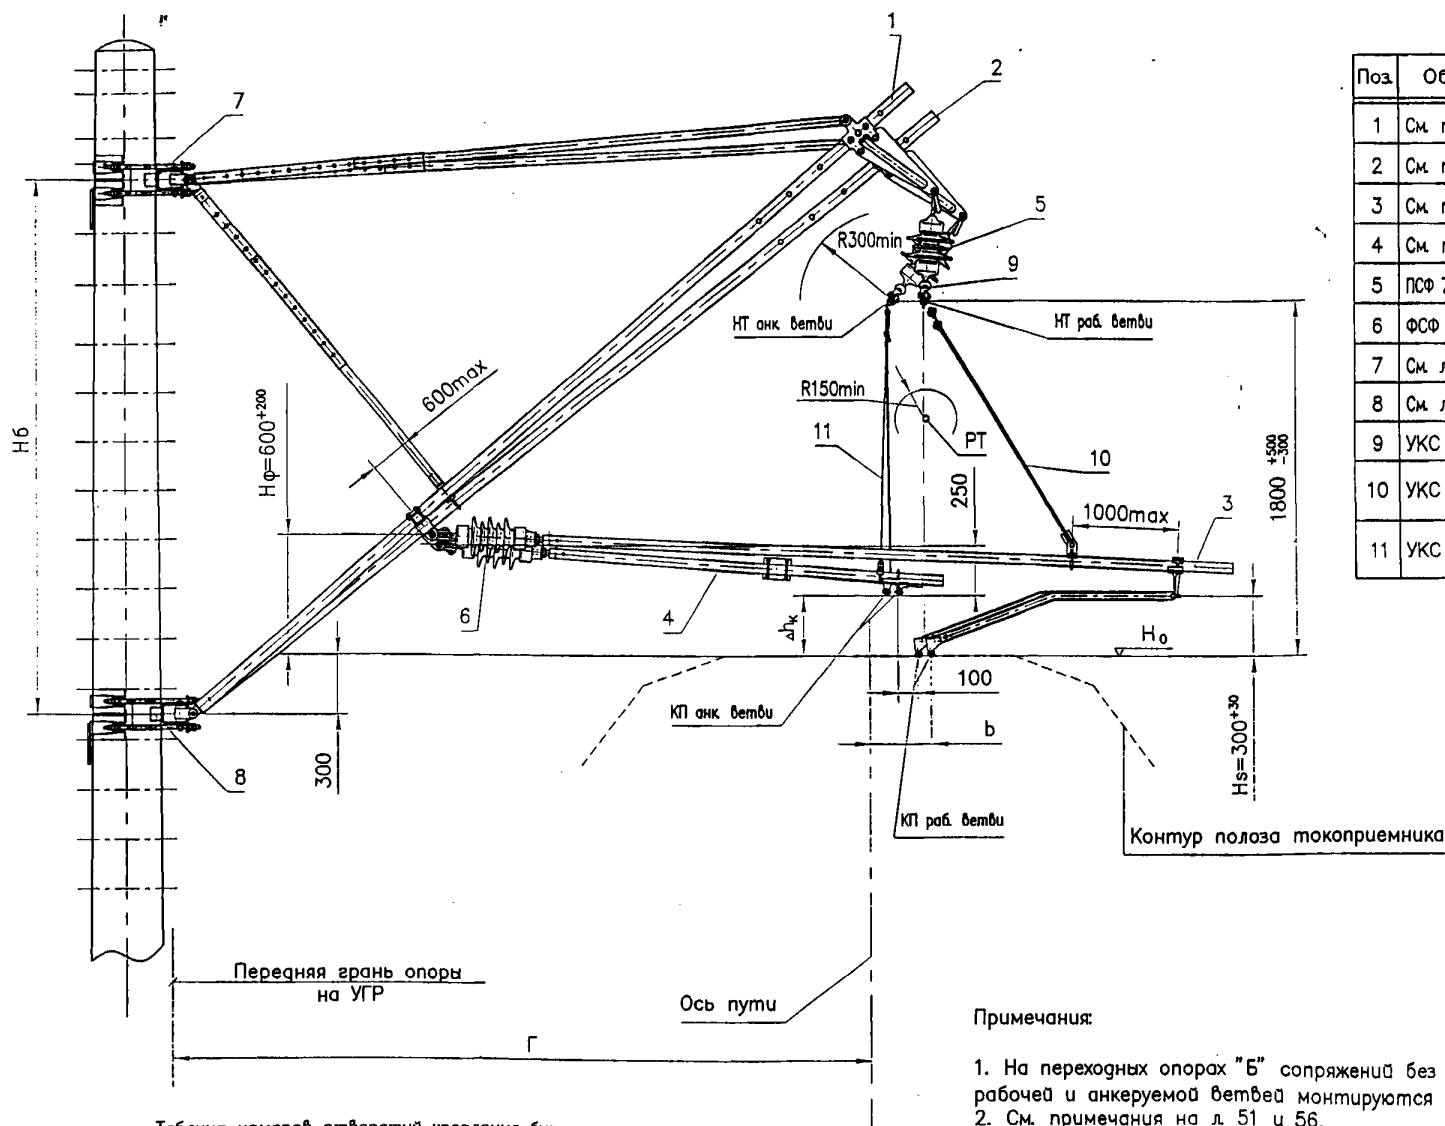 1
2
7
5
9
R300min
НТ анк. ветви
НТ раб. ветви
600max
R150min
РТ
11
10
250
1000max
3
1800 +500 -300
Нб
Нф=600+200
6
4
Δhк
Н0
100
КП анк. ветви
b
Hs=300+30
300
8
КП раб. ветви
Контур полоза токоприемника
Передняя грань опоры
на УГР
Ось пути
Г
Поз.
1 См.
2 См.
3 См.
4 См.
5 ПСФ
6 ФСФ
7 См. л
8 См. л
9 УКС
10 УКС
11 УКС
Примечания:
1. На переходных опорах "Б" сопряжений без
рабочей и анкеруемой ветвей монтируются
2. См. примечания на л. 51 и 56.